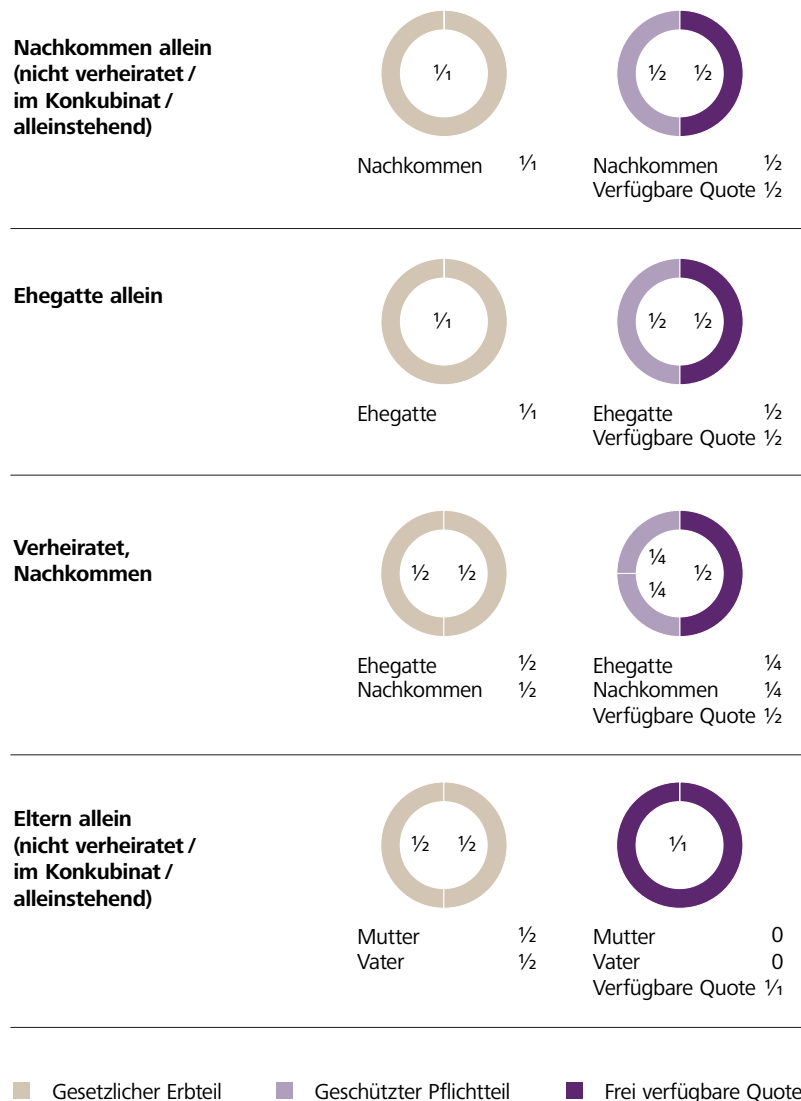 Nachkommen allein
(nicht verheiratet /
im Konkubinat /
alleinstehend)
1/1
½ ½
Nachkommen 1/1
Nachkommen ½
Verfügbare Quote ½
Ehegatte allein
1/1
½ ½
Ehegatte 1/1
Ehegatte ½
Verfügbare Quote ½
Verheiratet,
Nachkommen
½ ½
¼
¼
½
Ehegatte ½
Nachkommen ½
Ehegatte ¼
Nachkommen ¼
Verfügbare Quote ½
Eltern allein
(nicht verheiratet /
im Konkubinat /
alleinstehend)
½ ½
1/1
Mutter ½
Vater ½
Mutter 0
Vater 0
Verfügbare Quote 1/1
Gesetzlicher Erbteil
Geschützter Pflichtteil
Frei verfügbare Quote